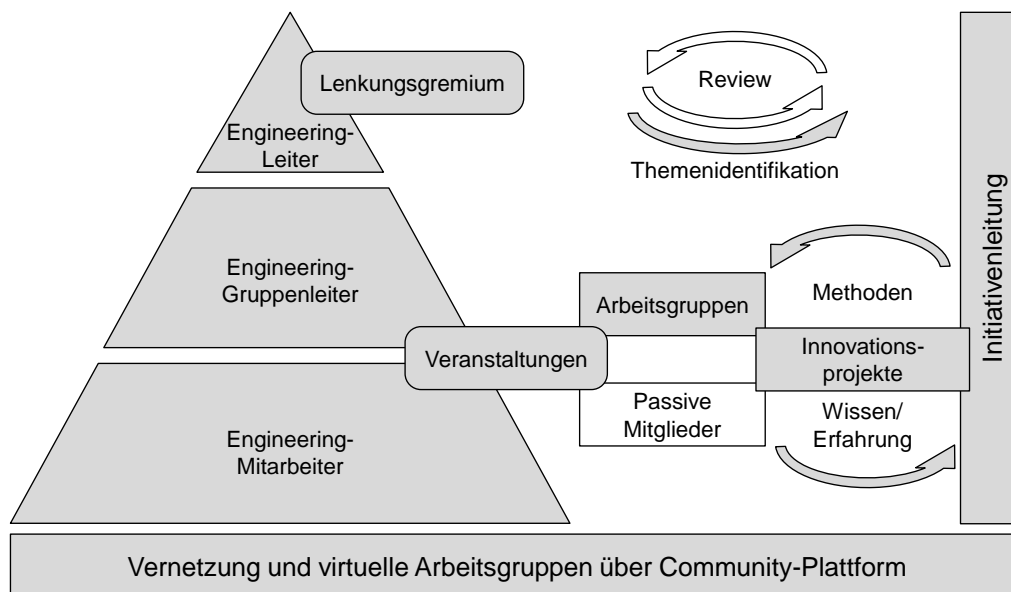 Lenkungsgremium
Engineering-
Leiter
Review
Themenidentifikation
Engineering-
Gruppenleiter
Arbeitsgruppen
Methoden
Veranstaltungen
Innovations-
projekte
Passive
Mitglieder
Wissen/
Erfahrung
Engineering-
Mitarbeiter
Initiativenleitung
Vernetzung und virtuelle Arbeitsgruppen über Community-Plattform